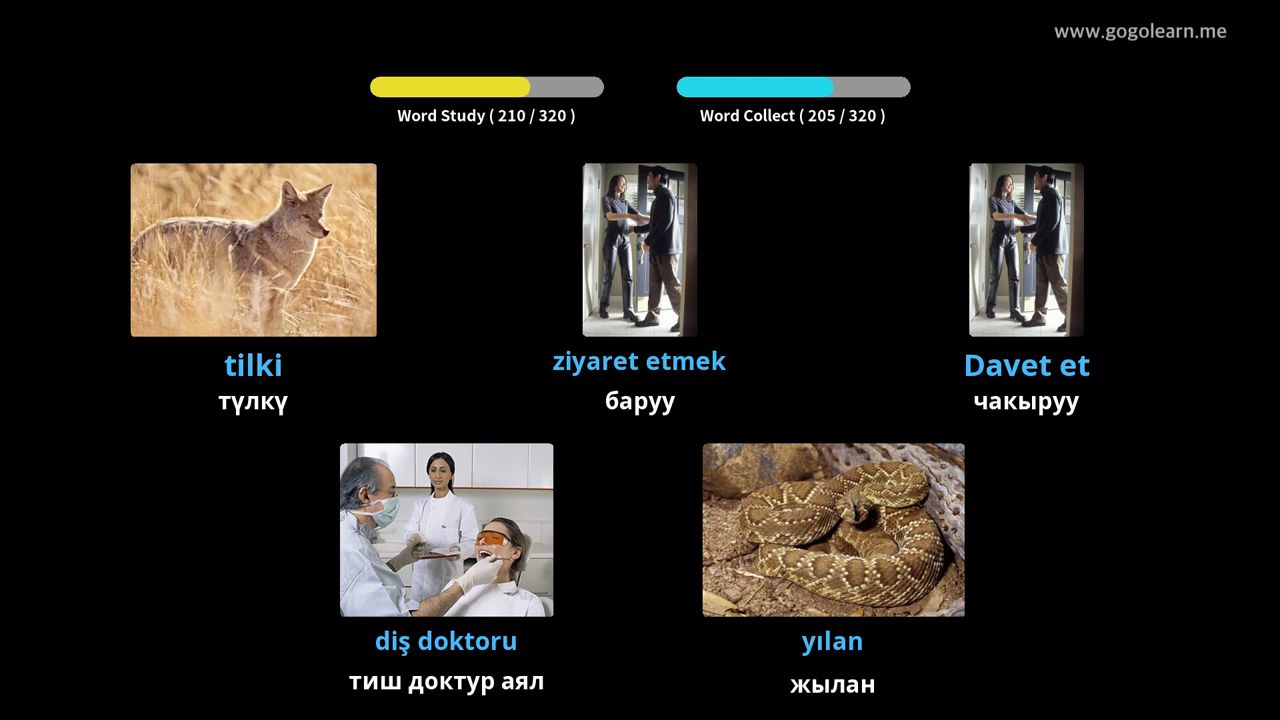 www.gogolearn.me
Word Study ( 210 / 320 )
Word Collect ( 205 / 320 )
tilki
түлкү
ziyaret etmek
баруу
Davet et
чакыруу
diş doktoru
тиш доктур аял
yılan
жылан